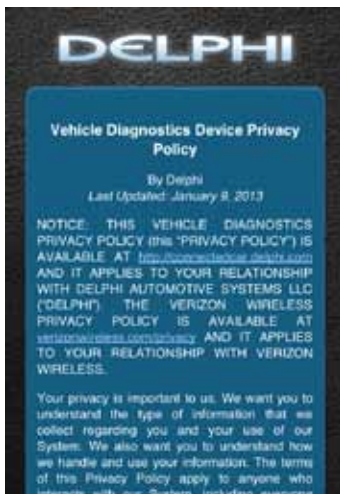 DELPHI
Vehicle Diagnostics Device Privacy
Policy
By Delphi
Last Updated: January 9, 2013
NOTICE: THIS VEHICLE DIAGNOSTICS
PRIVACY POLICY (this "PRIVACY POLICY") IS
AVAILABLE AT http://connectedcar.delphi.com
AND IT APPLIES TO YOUR RELATIONSHIP
WITH DELPHI AUTOMOTIVE SYSTEMS LLC
("DELPHI"). THE VERIZON WIRELESS
PRIVACY POLICY IS AVAILABLE AT
verizonwireless.com/privacy AND IT APPLIES
TO YOUR RELATIONSHIP WITH VERIZON
WIRELESS.
Your privacy is important to us. We want you to
understand the type of information that we
collect regarding you and your use of our
System. We also want you to understand how
we handle and use your information. The terms
of this Privacy Policy apply to anyone who